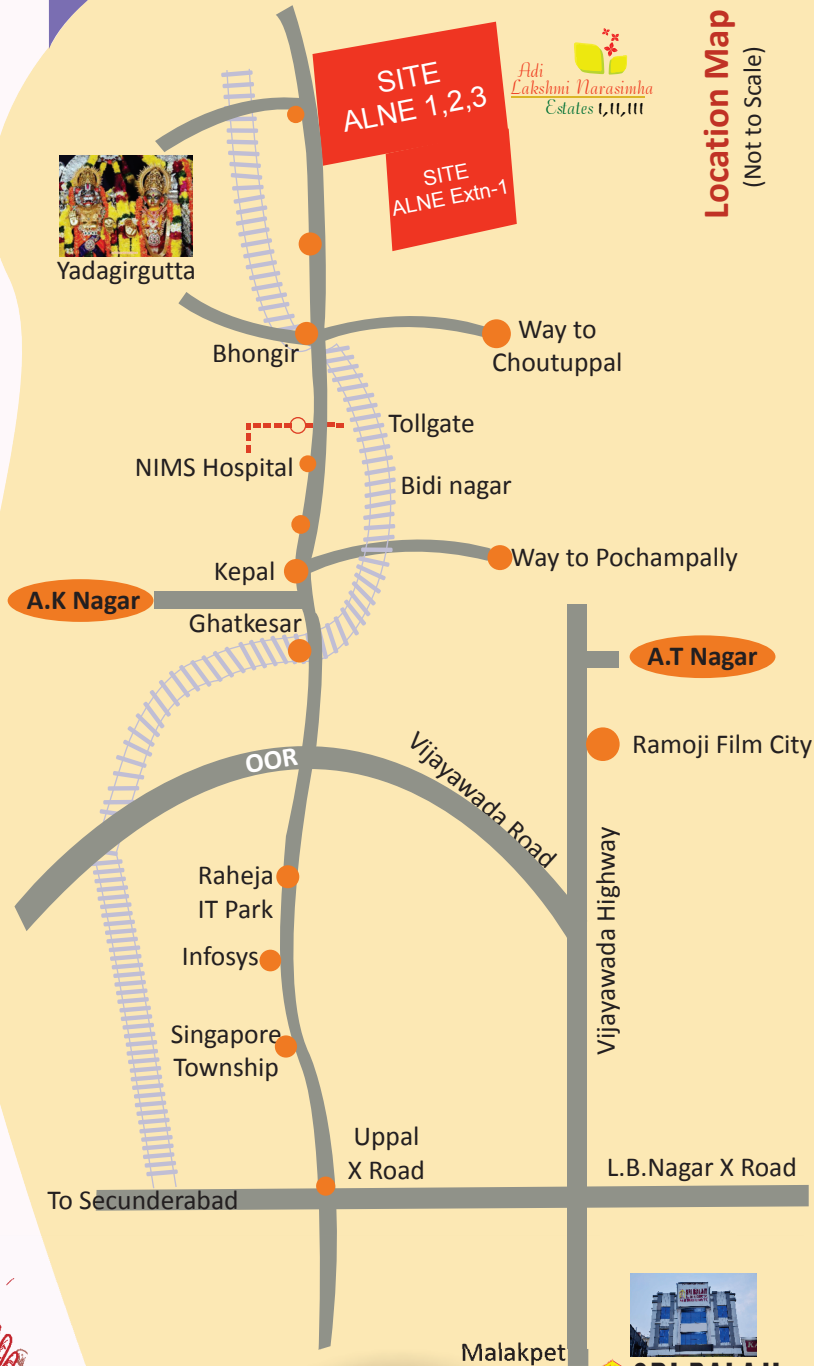 Location Map
(Not to Scale)
SITE
ALNE 1,2,3
Adi
Lakshmi Narasimha
Estates I,II,III
SITE
ALNE Extn-1
Yadagirgutta
Bhongir
Way to
Choutuppal
Tollgate
NIMS Hospital
Bidi nagar
Kepal
Way to Pochampally
A.K Nagar
Ghatkesar
A.T Nagar
Ramoji Film City
OOR
Vijayawada Road
Vijayawada Highway
Raheja
IT Park
Infosys
Singapore
Township
Uppal
X Road
L.B.Nagar X Road
To Secunderabad
Malakpet